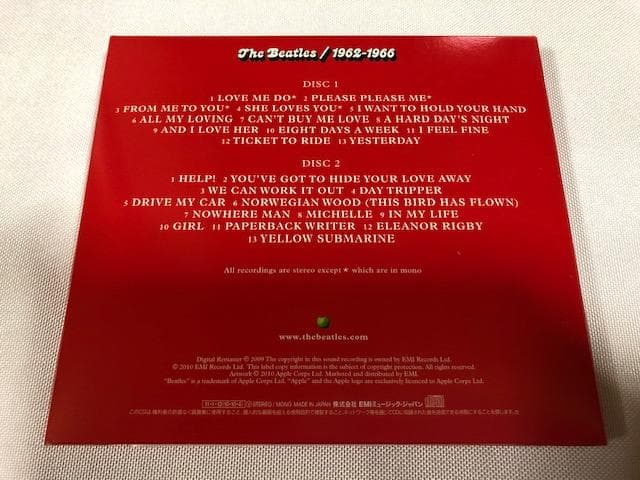 The Beatles / 1962-1966
DISC 1
1 LOVE ME DO* 2 PLEASE PLEASE ME*
3 FROM ME TO YOU* 4 SHE LOVES YOU* 5 I WANT TO HOLD YOUR HAND
6 ALL MY LOVING 7 CAN'T BUY ME LOVE 8 A HARD DAY'S NIGHT
9 AND I LOVE HER 10 EIGHT DAYS A WEEK 11 I FEEL FINE
12 TICKET TO RIDE 13 YESTERDAY
DISC 2
1 HELP! 2 YOU'VE GOT TO HIDE YOUR LOVE AWAY
3 WE CAN WORK IT OUT 4 DAY TRIPPER
5 DRIVE MY CAR 6 NORWEGIAN WOOD (THIS BIRD HAS FLOWN)
7 NOWHERE MAN 8 MICHELLE 9 IN MY LIFE
10 GIRL 11 PAPERBACK WRITER 12 ELEANOR RIGBY
13 YELLOW SUBMARINE
All recordings are stereo except * which are in mono
www.thebeatles.com
Digital Remaster ℗ 2009 The copyright in this sound recording is owned by EMI Records Ltd.
© 2010 EMI Records Ltd. This label copy information is the subject of copyright protection. All rights reserved.
Artwork © 2010 Apple Corps Ltd. Marketed and distributed by EMI.
"Beatles" is a trademark of Apple Corps Ltd. "Apple" and the Apple logo are exclusively licenced to Apple Corps Ltd.
STEREO / MONO MADE IN JAPAN 株式会社 EMIミュージック・ジャパン